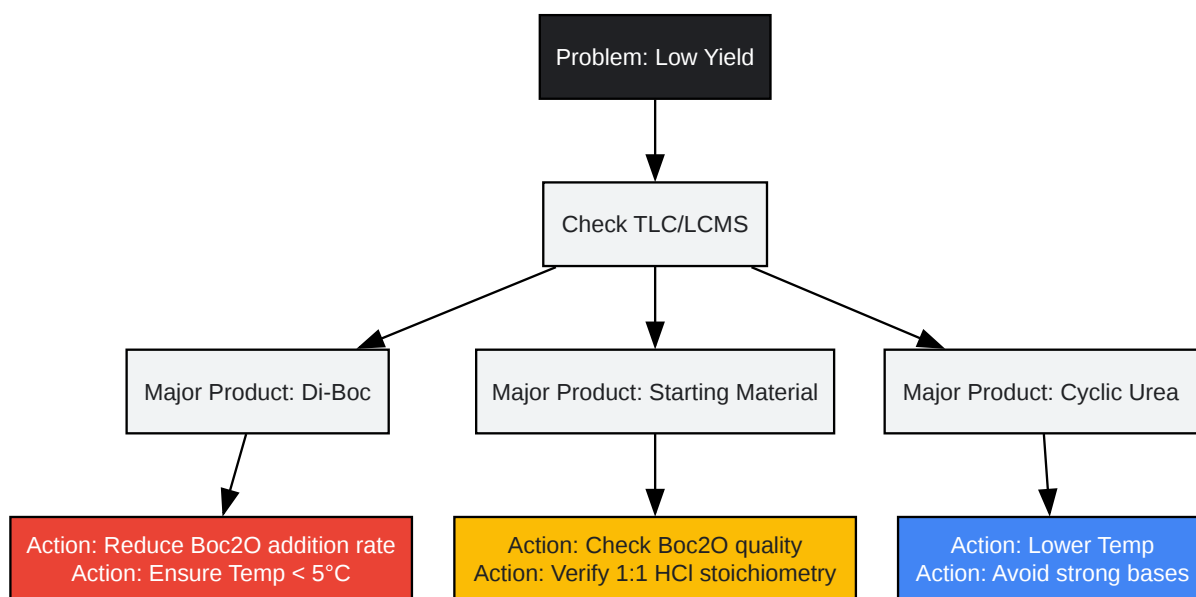 Problem: Low Yield
Check TLC/LCMS
Major Product: Di-Boc
Major Product: Starting Material
Major Product: Cyclic Urea
Action: Reduce Boc2O addition rate
Action: Ensure Temp < 5°C
Action: Check Boc2O quality
Action: Verify 1:1 HCl stoichiometry
Action: Lower Temp
Action: Avoid strong bases